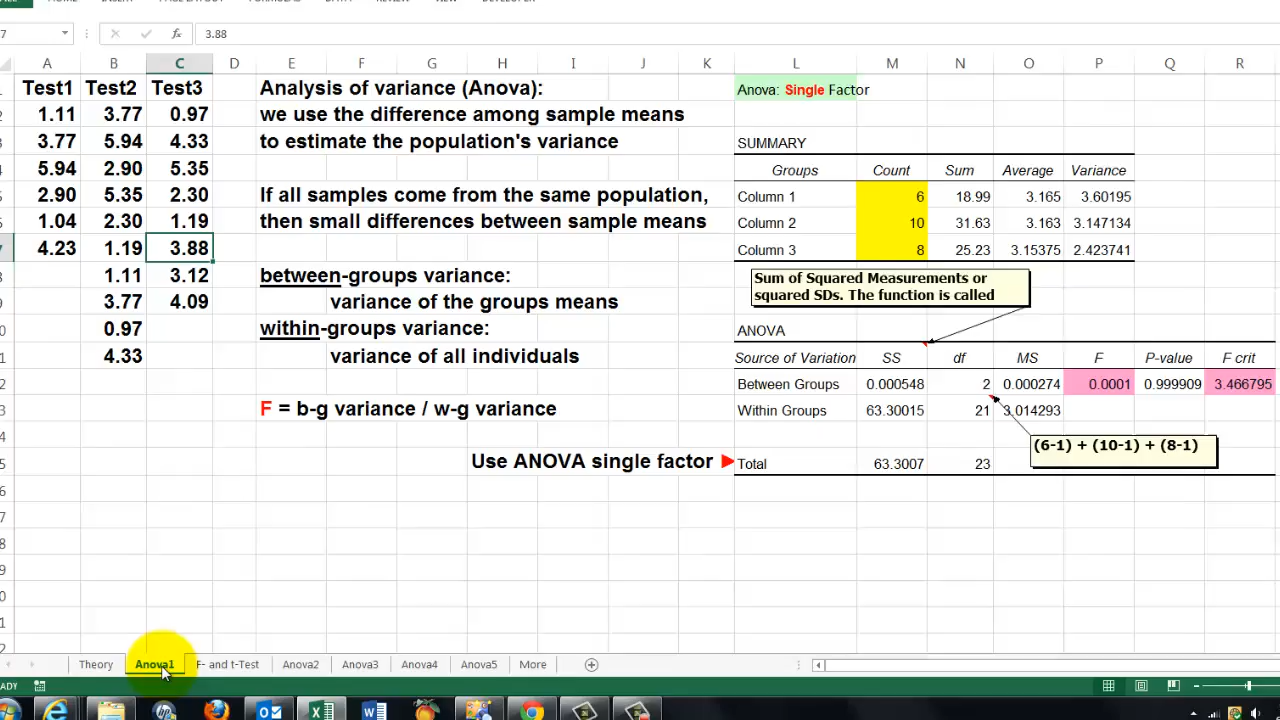 7 3.88
A B C D E F G H I J K L M N O P Q R
Test1 Test2 Test3 Analysis of variance (Anova): Anova: Single Factor
1.11 3.77 0.97 we use the difference among sample means
3.77 5.94 4.33 to estimate the population's variance SUMMARY
5.94 2.90 5.35 Groups Count Sum Average Variance
2.90 5.35 2.30 If all samples come from the same population, Column 1 6 18.99 3.165 3.60195
1.04 2.30 1.19 then small differences between sample means Column 2 10 31.63 3.163 3.147134
4.23 1.19 3.88 Column 3 8 25.23 3.15375 2.423741
1.11 3.12 between-groups variance:
3.77 4.09 variance of the groups means
Sum of Squared Measurements or
squared SDs. The function is called
0.97 within-groups variance: ANOVA
4.33 variance of all individuals Source of Variation SS df MS F P-value F crit
Between Groups 0.000548 2 0.000274 0.0001 0.999909 3.466795
F = b-g variance / w-g variance Within Groups 63.30015 21 3.014293
(6-1) + (10-1) + (8-1)
Use ANOVA single factor Total 63.3007 23
Theory Anova1 F- and t-Test Anova2 Anova3 Anova4 Anova5 More
ADY